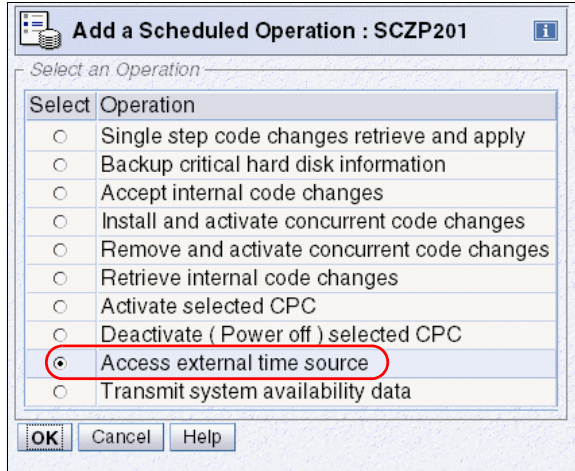 Add a Scheduled Operation : SCZP201
i
Select an Operation
Select Operation
Single step code changes retrieve and apply
Backup critical hard disk information
Accept internal code changes
Install and activate concurrent code changes
Remove and activate concurrent code changes
Retrieve internal code changes
Activate selected CPC
Deactivate ( Power off ) selected CPC
Access external time source
Transmit system availability data
OK Cancel Help